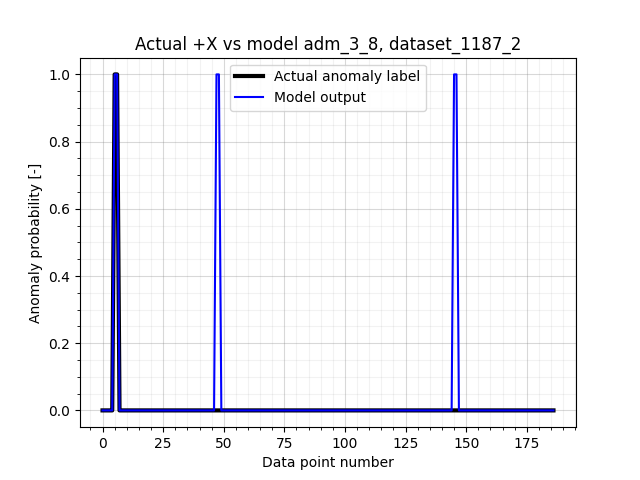 Actual +X vs model adm_3_8, dataset_1187_2
Actual anomaly label
Model output
Anomaly probability [-]
1.0
0.8
0.6
0.4
0.2
0.0
0 25 50 75 100 125 150 175
Data point number